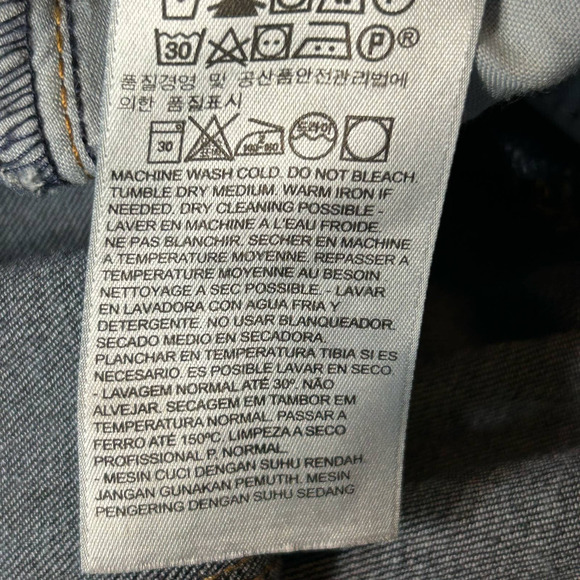 30 P ®
품질경영 및 공산품안전관리법에
의한 품질표시
30 드라이
MACHINE WASH COLD. DO NOT BLEACH.
TUMBLE DRY MEDIUM. WARM IRON IF
NEEDED. DRY CLEANING POSSIBLE -
LAVER EN MACHINE A L'EAU FROIDE.
NE PAS BLANCHIR. SECHER EN MACHINE
A TEMPERATURE MOYENNE. REPASSER A
TEMPERATURE MOYENNE AU BESOIN
NETTOYAGE A SEC POSSIBLE. - LAVAR
EN LAVADORA CON AGUA FRIA Y
DETERGENTE. NO USAR BLANQUEADOR.
SECADO MEDIO EN SECADORA.
PLANCHAR EN TEMPERATURA TIBIA SI ES
NECESARIO. ES POSIBLE LAVAR EN SECO
- LAVAGEM NORMAL ATÉ 30º. NÃO
ALVEJAR. SECAGEM EM TAMBOR EM
TEMPERATURA NORMAL. PASSAR A
FERRO ATÉ 150ºC. LIMPEZA A SECO
PROFISSIONAL P. NORMAL.
- MESIN CUCI DENGAN SUHU RENDAH.
JANGAN GUNAKAN PEMUTIH. MESIN
PENGERING DENGAN SUHU SEDANG